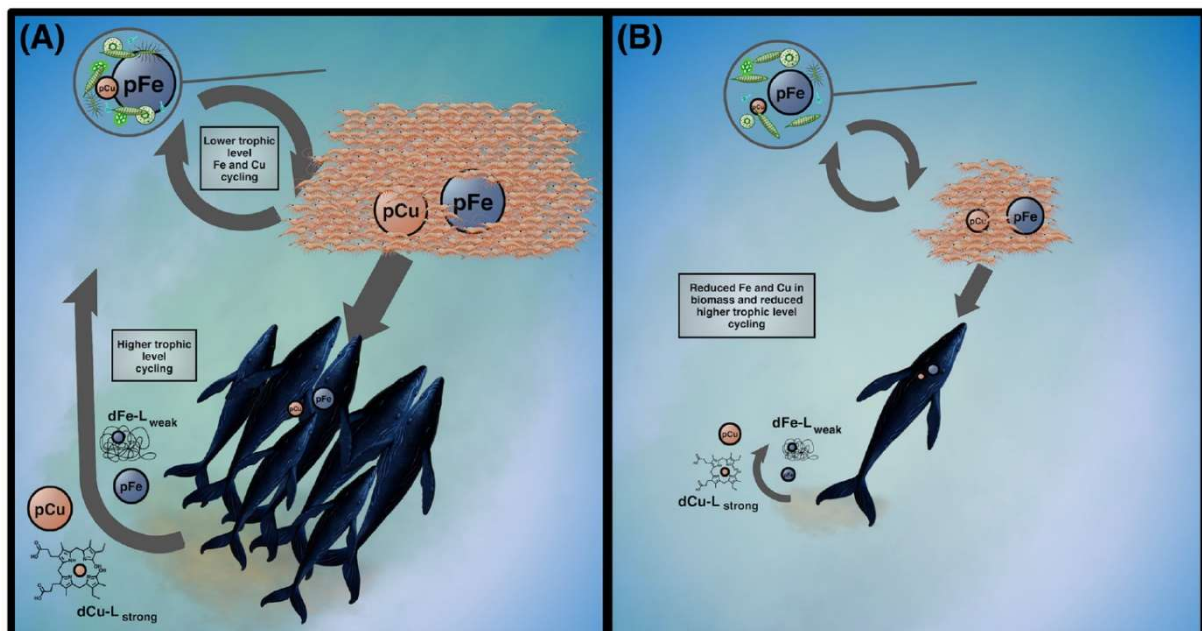 (A)
pFe
pCu
Lower trophic
level
Fe and Cu
cycling
pCu
pFe
Higher trophic
level
cycling
pCu
pFe
dFe-L weak
pFe
pCu
dCu-L strong
(B)
pFe
pCu
pCu
pFe
Reduced Fe and Cu in
biomass and reduced
higher trophic level
cycling
dFe-L weak
pCu
dCu-L strong